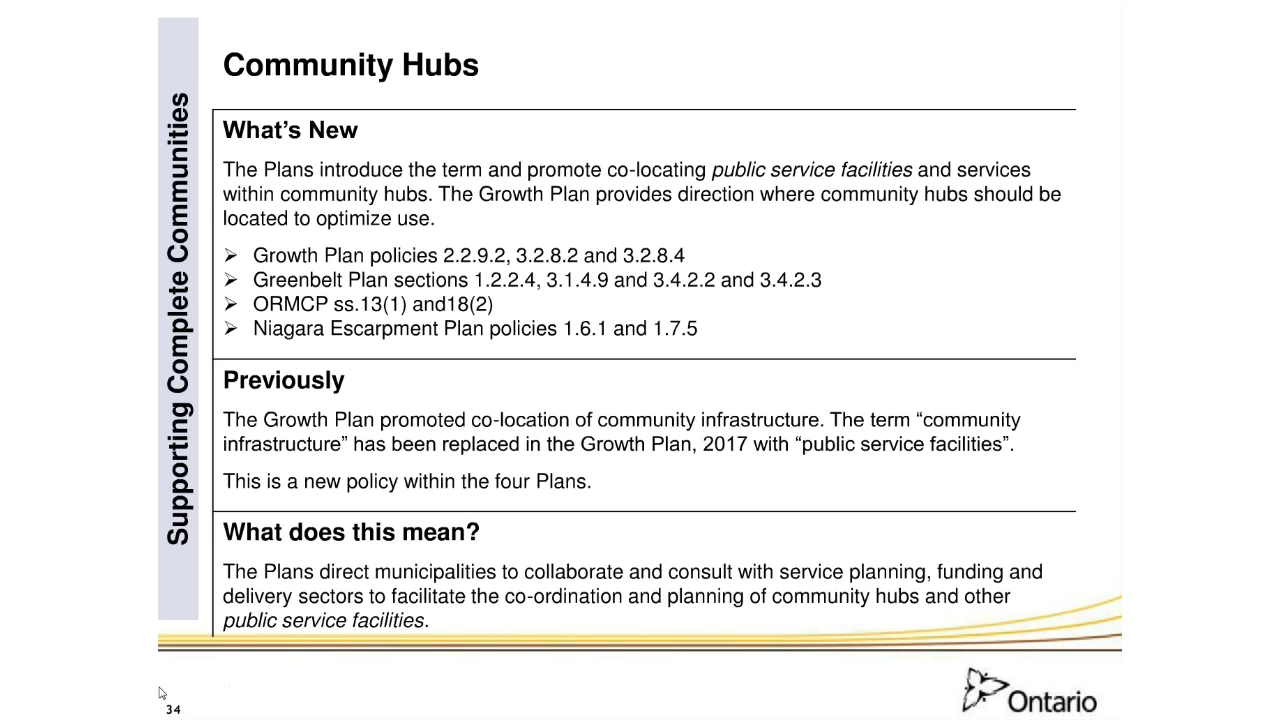 Supporting Complete Communities
Community Hubs
What’s New
The Plans introduce the term and promote co-locating public service facilities and services
within community hubs. The Growth Plan provides direction where community hubs should be
located to optimize use.
➢ Growth Plan policies 2.2.9.2, 3.2.8.2 and 3.2.8.4
➢ Greenbelt Plan sections 1.2.2.4, 3.1.4.9 and 3.4.2.2 and 3.4.2.3
➢ ORMCP ss.13(1) and18(2)
➢ Niagara Escarpment Plan policies 1.6.1 and 1.7.5
Previously
The Growth Plan promoted co-location of community infrastructure. The term “community
infrastructure” has been replaced in the Growth Plan, 2017 with “public service facilities”.
This is a new policy within the four Plans.
What does this mean?
The Plans direct municipalities to collaborate and consult with service planning, funding and
delivery sectors to facilitate the co-ordination and planning of community hubs and other
public service facilities.
34
Ontario